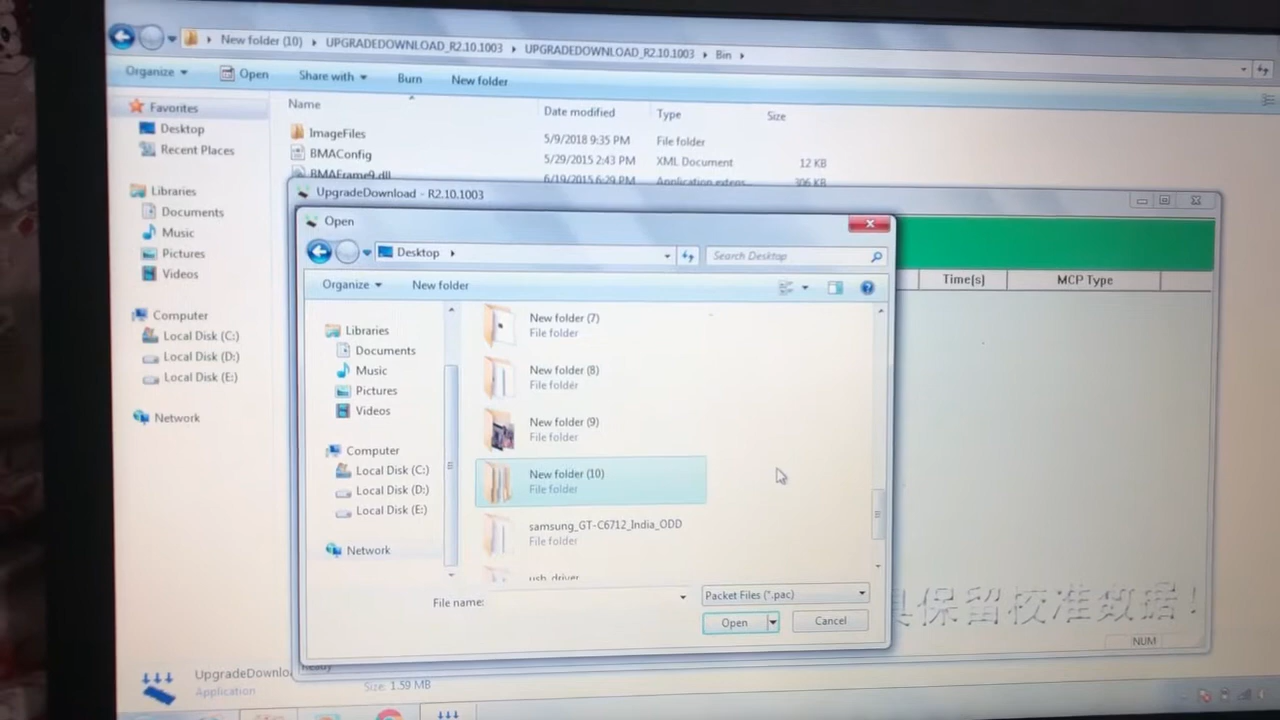 New folder (10) UPGRADEDOWNLOAD_R2.10.1003 UPGRADEDOWNLOAD_R2.10.1003 Bin
Organize Open Share with Burn New folder
Name Date modified Type Size
Favorites
Desktop
Recent Places
Libraries
Documents
Music
Pictures
Videos
Computer
Local Disk (C:)
Local Disk (D:)
Local Disk (E:)
Network
ImageFiles 5/9/2018 9:35 PM File folder
BMAConfig 5/29/2015 2:43 PM XML Document 12 KB
BMAFrame9.dll 6/19/2015 6:29 PM Application exten... 306 KB
UpgradeDownload - R2.10.1003
Open
Desktop Search Desktop
Organize New folder
Libraries
Documents
Music
Pictures
Videos
Computer
Local Disk (C:)
Local Disk (D:)
Local Disk (E:)
Network
New folder (7)
File folder
New folder (8)
File folder
New folder (9)
File folder
New folder (10)
File folder
samsung_GT-C6712_India_ODD
File folder
usb_driver
File name: Packet Files (*.pac)
Open Cancel
Time(s) MCP Type
保留校准数据!
NUM
Ready
UpgradeDownlo
Application
Size: 1.59 MB